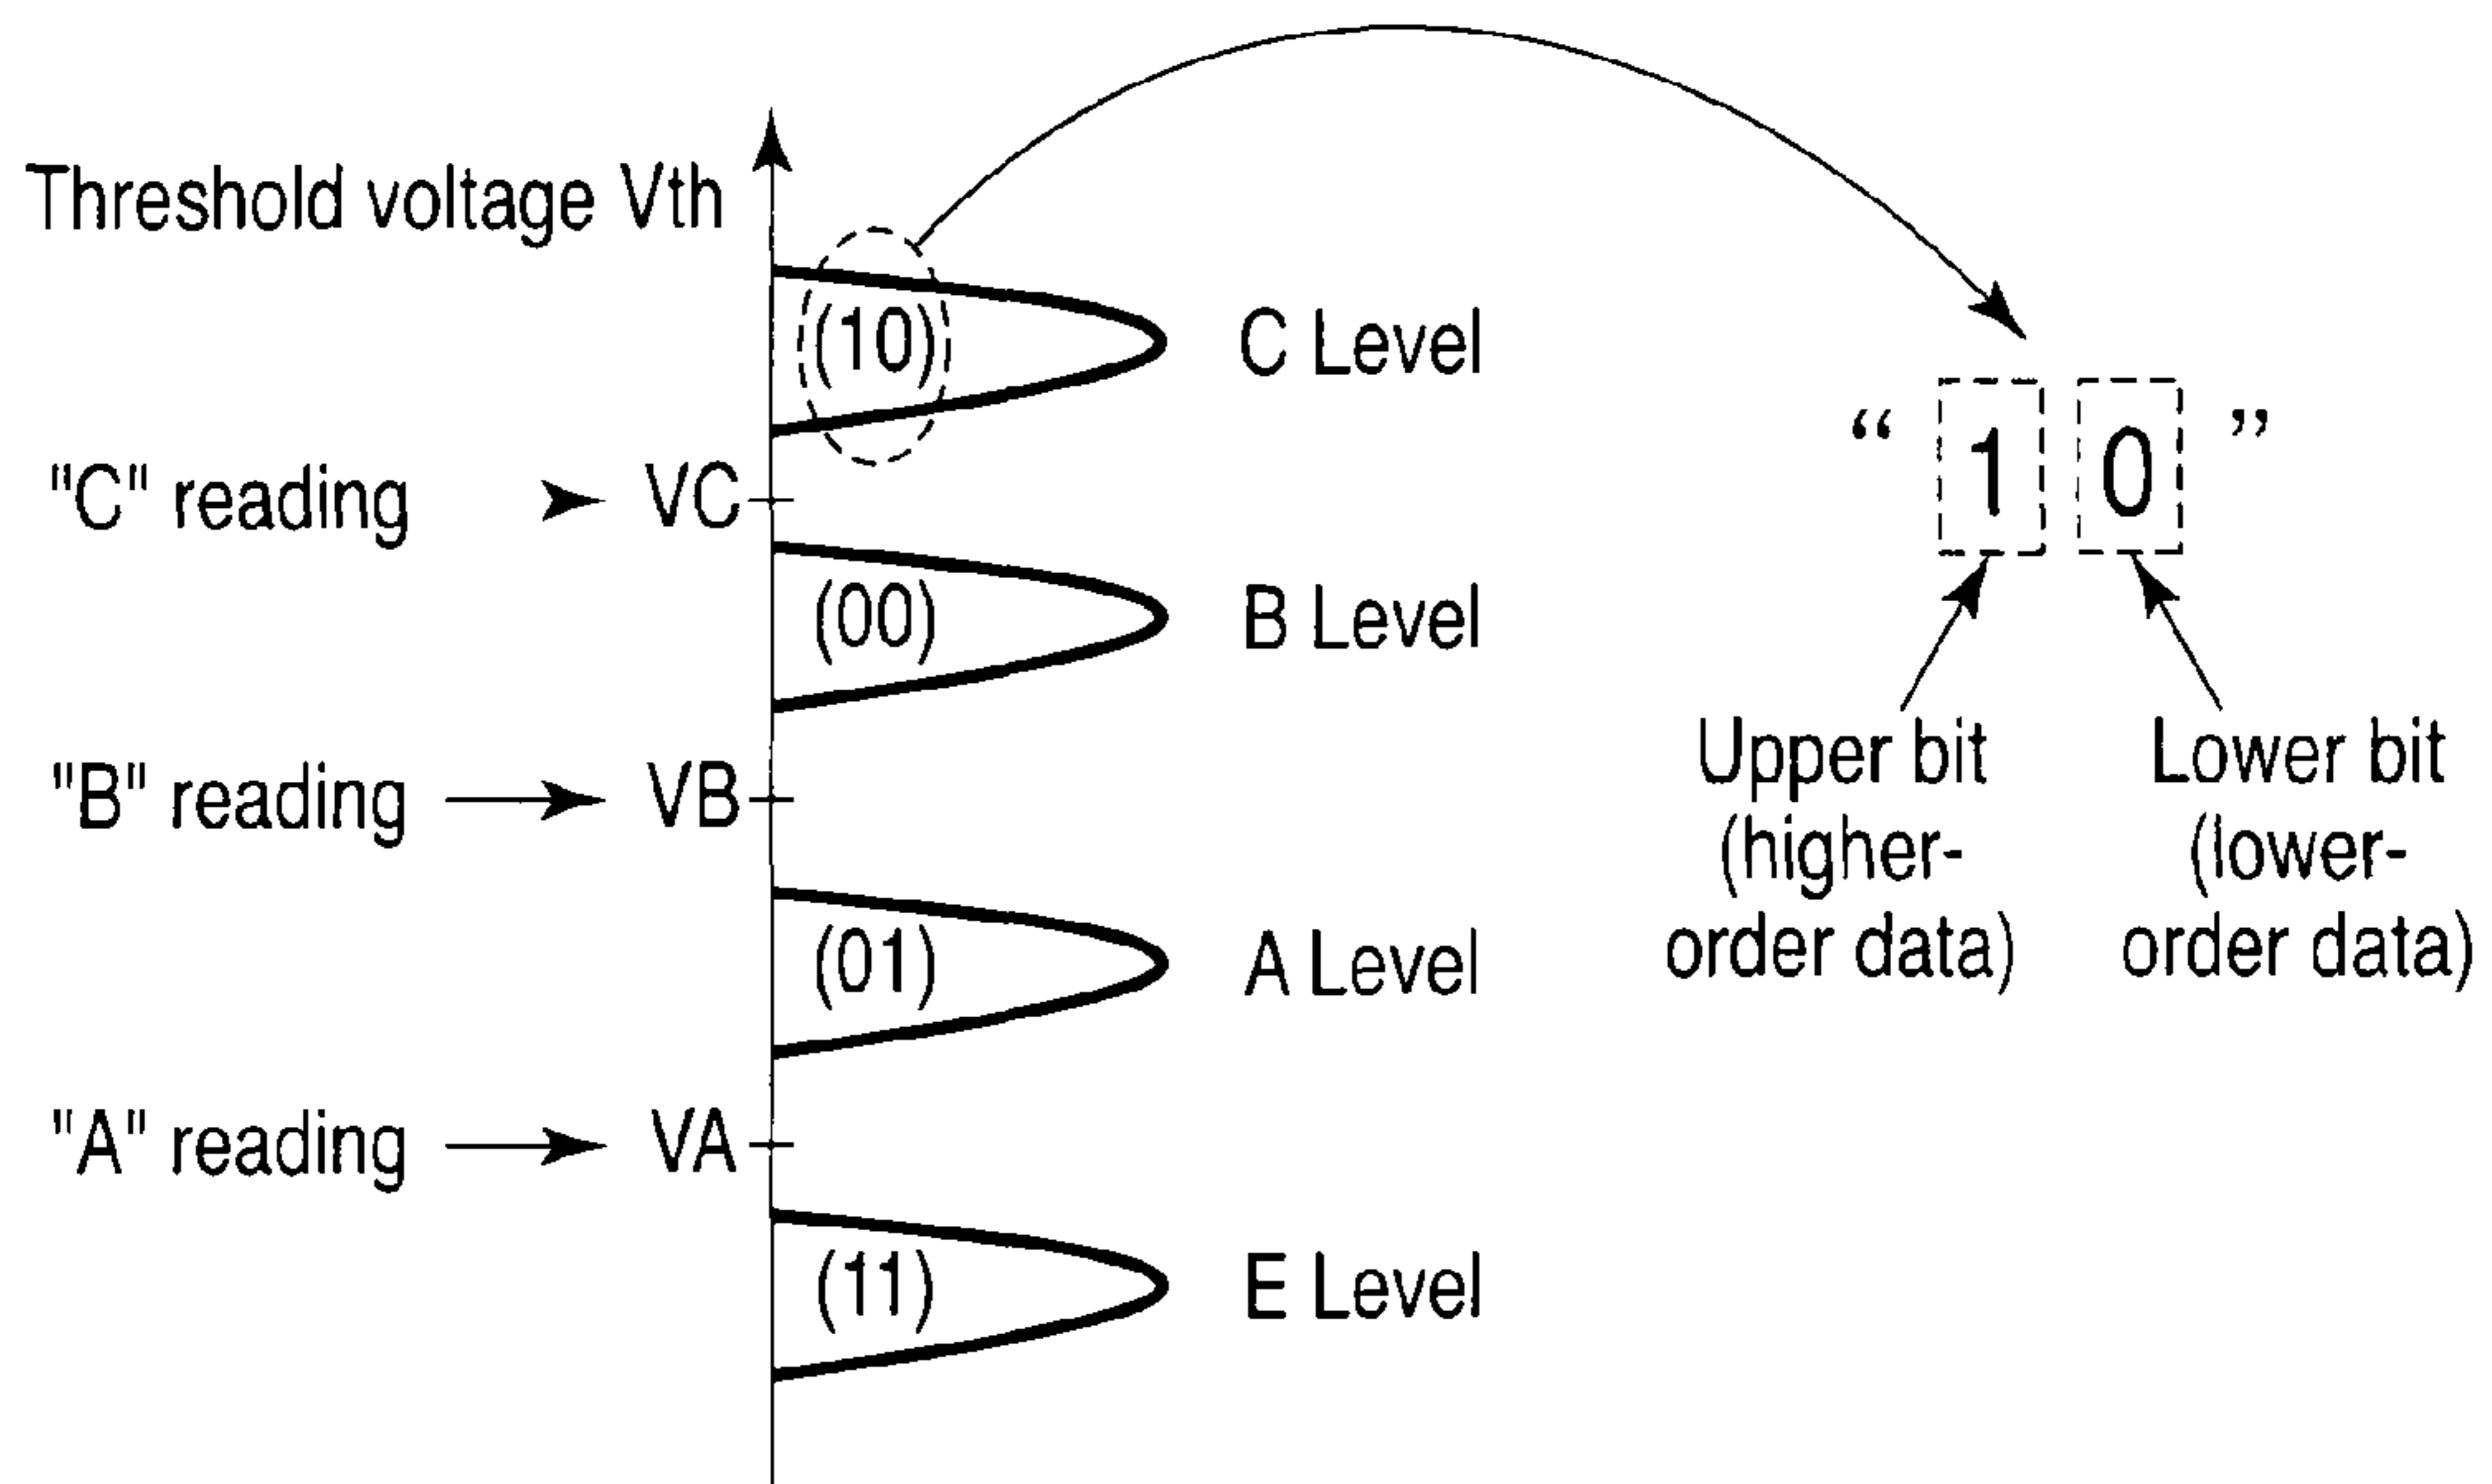 Threshold voltage Vth
(10)
C Level
"C" reading
VC
(00)
B Level
"B" reading
VB
(01)
A Level
"A" reading
VA
(11)
E Level
“ 1 0 ”
Upper bit
(higher-
order data)
Lower bit
(lower-
order data)